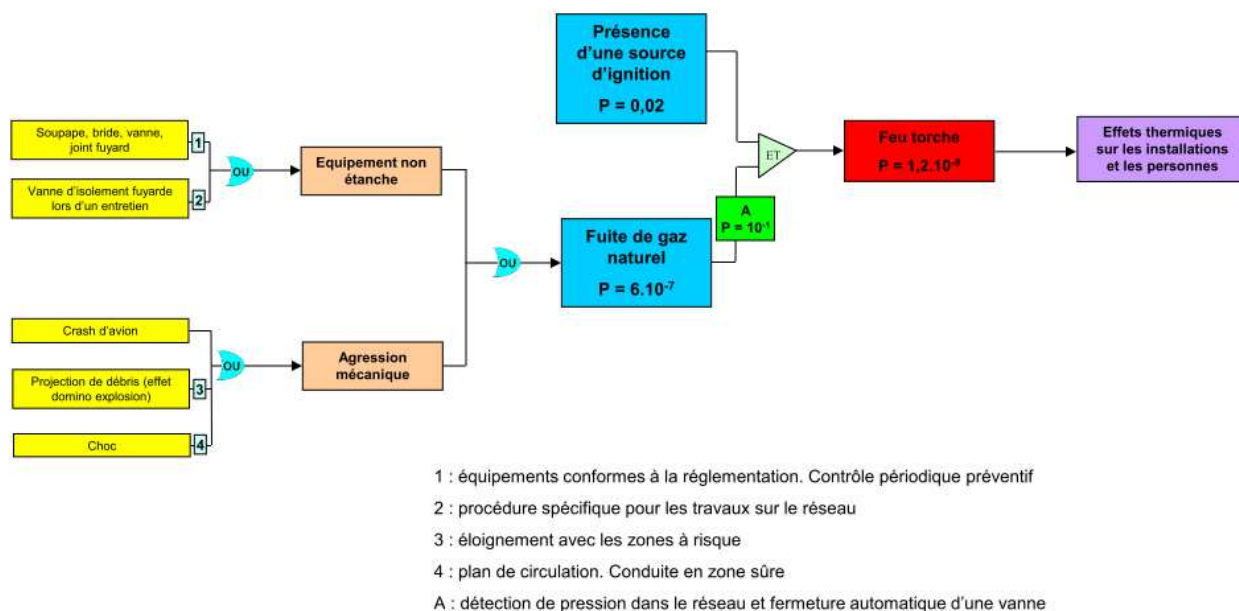 Présence
d'une source
d'ignition
P = 0,02
Soupape, bride, vanne,
joint fuyard
1
OU
Vanne d'isolement fuyarde
lors d'un entretien
2
Equipement non
étanche
ET
Feu torche
P = 1,2.10⁻⁹
Effets thermiques
sur les installations
et les personnes
A
P = 10⁻¹
Fuite de gaz
naturel
P = 6.10⁻⁷
OU
Crash d'avion
OU
Projection de débris (effet
domino explosion)
3
Choc
4
Agression
mécanique
1 : équipements conformes à la réglementation. Contrôle périodique préventif
2 : procédure spécifique pour les travaux sur le réseau
3 : éloignement avec les zones à risque
4 : plan de circulation. Conduite en zone sûre
A : détection de pression dans le réseau et fermeture automatique d'une vanne